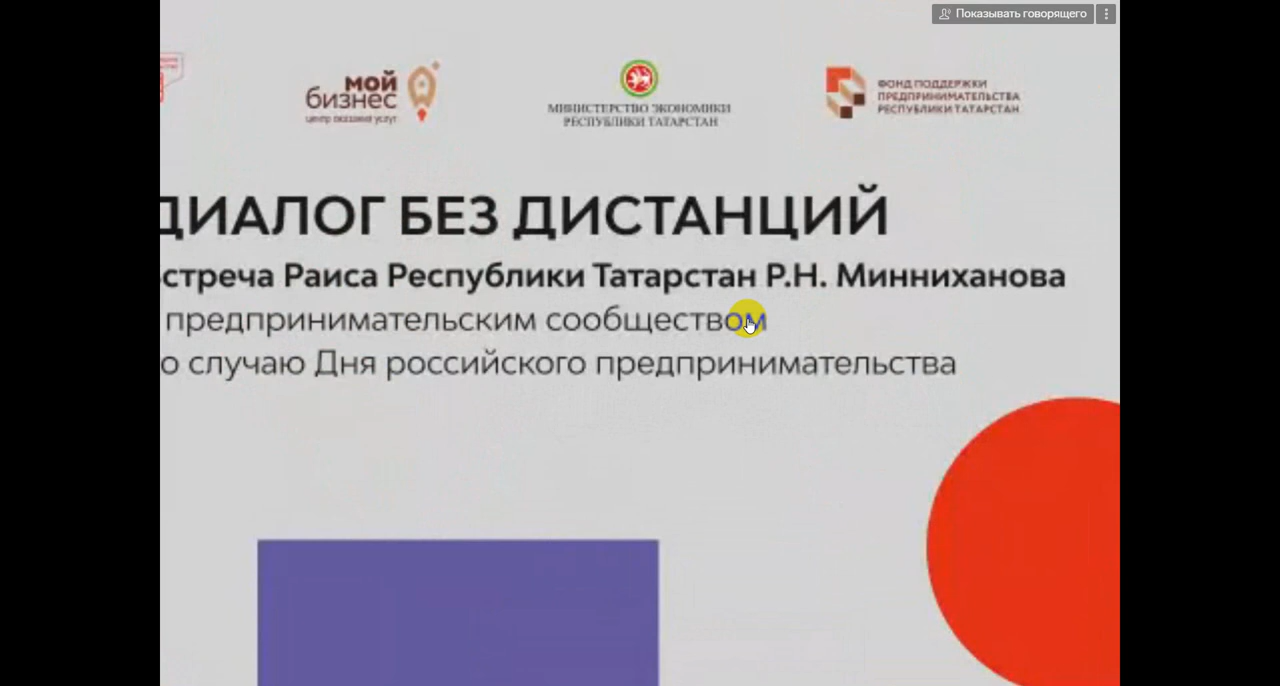 Показывать говорящего
мой
бизнес
центр оказания услуг
МИНИСТЕРСТВО ЭКОНОМИКИ
РЕСПУБЛИКИ ТАТАРСТАН
ФОНД ПОДДЕРЖКИ
ПРЕДПРИНИМАТЕЛЬСТВА
РЕСПУБЛИКИ ТАТАРСТАН
ДИАЛОГ БЕЗ ДИСТАНЦИЙ
стреча Раиса Республики Татарстан Р.Н. Минниханова
предпринимательским сообществом
о случаю Дня российского предпринимательства